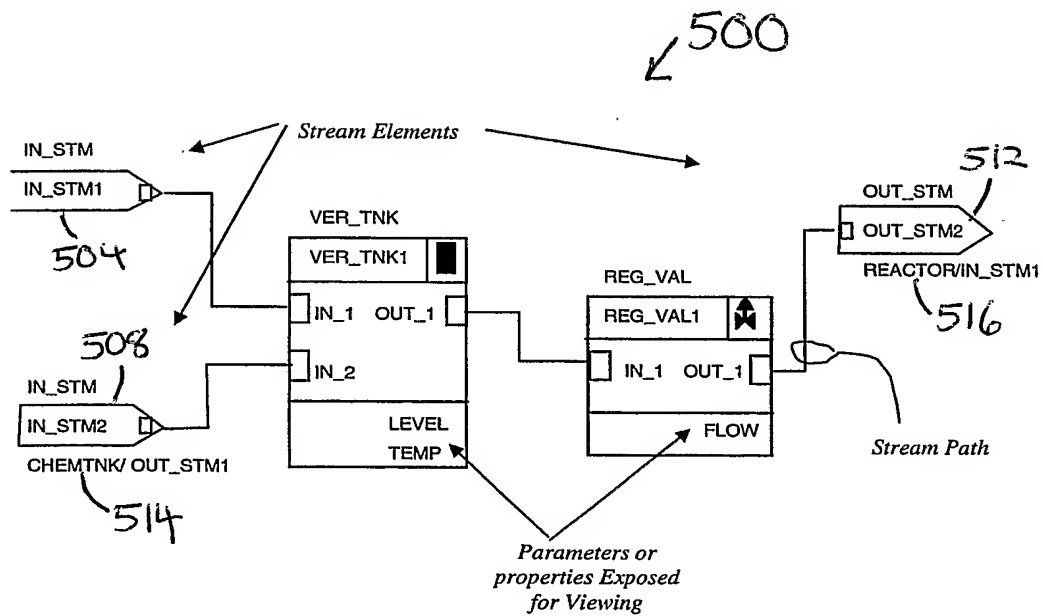 500
Stream Elements
IN_STM
IN_STM1
504
VER_TNK
VER_TNK1
IN_1 OUT_1
IN_2
LEVEL
TEMP
508
IN_STM
IN_STM2
CHEMTNK/ OUT_STM1
514
REG_VAL
REG_VAL1
IN_1 OUT_1
FLOW
512
OUT_STM
OUT_STM2
REACTOR/IN_STM1
516
Stream Path
Parameters or
properties Exposed
for Viewing